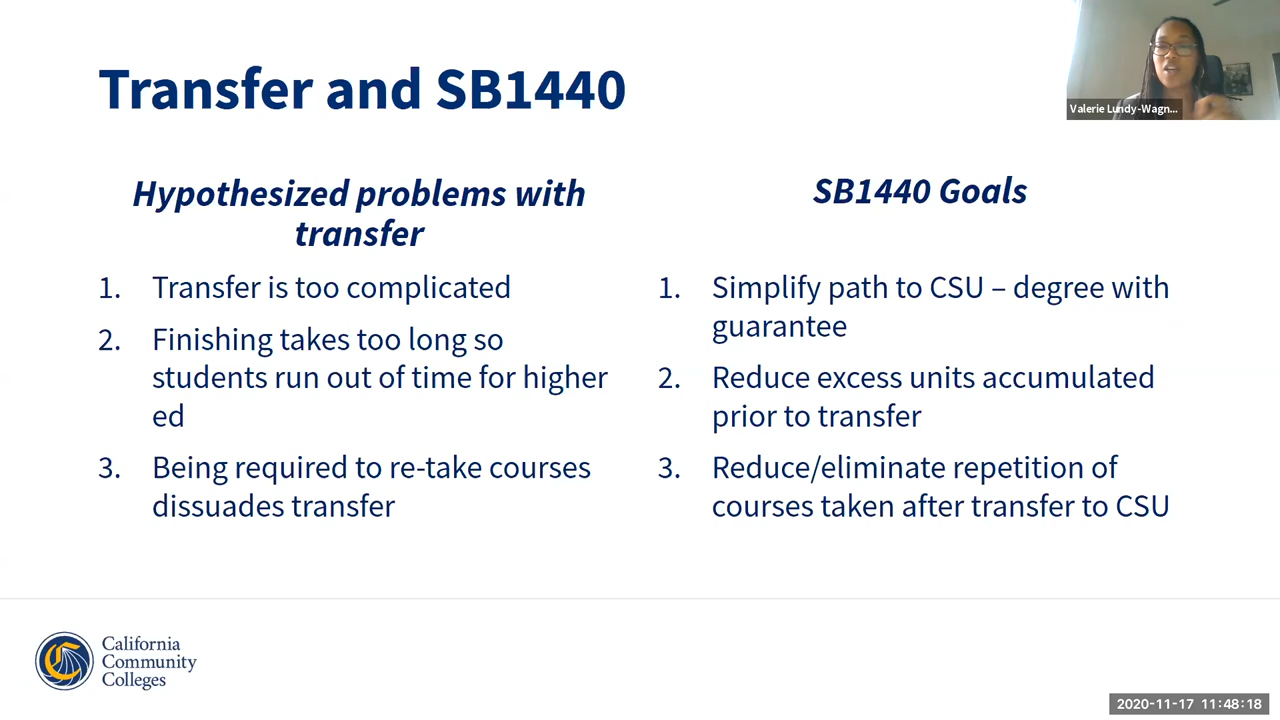 Transfer and SB1440
Valerie Lundy-Wagn...
Hypothesized problems with
transfer
1. Transfer is too complicated
2. Finishing takes too long so
students run out of time for higher
ed
3. Being required to re-take courses
dissuades transfer
SB1440 Goals
1. Simplify path to CSU – degree with
guarantee
2. Reduce excess units accumulated
prior to transfer
3. Reduce/eliminate repetition of
courses taken after transfer to CSU
California
Community
Colleges
2020-11-17 11:48:18